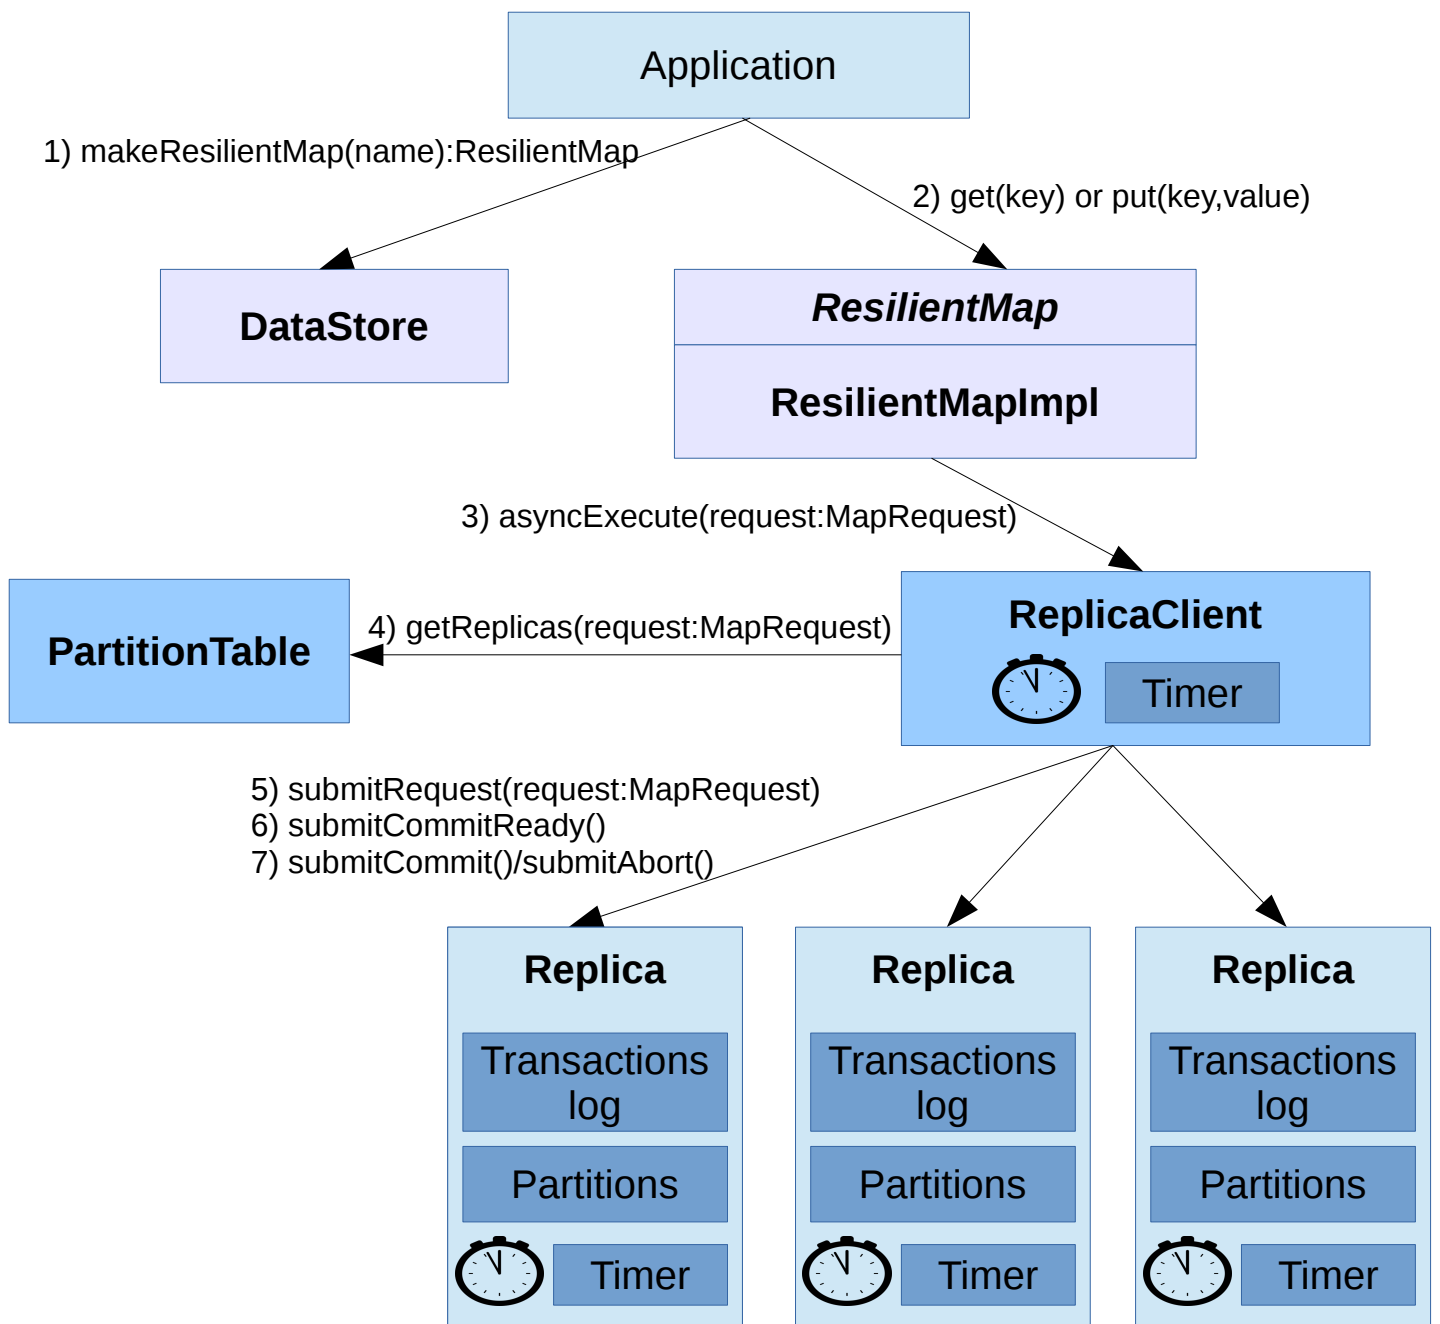 Application
1) makeResilientMap(name):ResilientMap
2) get(key) or put(key,value)
DataStore
ResilientMap
ResilientMapImpl
3) asyncExecute(request:MapRequest)
PartitionTable
4) getReplicas(request:MapRequest)
ReplicaClient
Timer
5) submitRequest(request:MapRequest)
6) submitCommitReady()
7) submitCommit()/submitAbort()
Replica
Transactions
log
Partitions
Timer
Replica
Transactions
log
Partitions
Timer
Replica
Transactions
log
Partitions
Timer